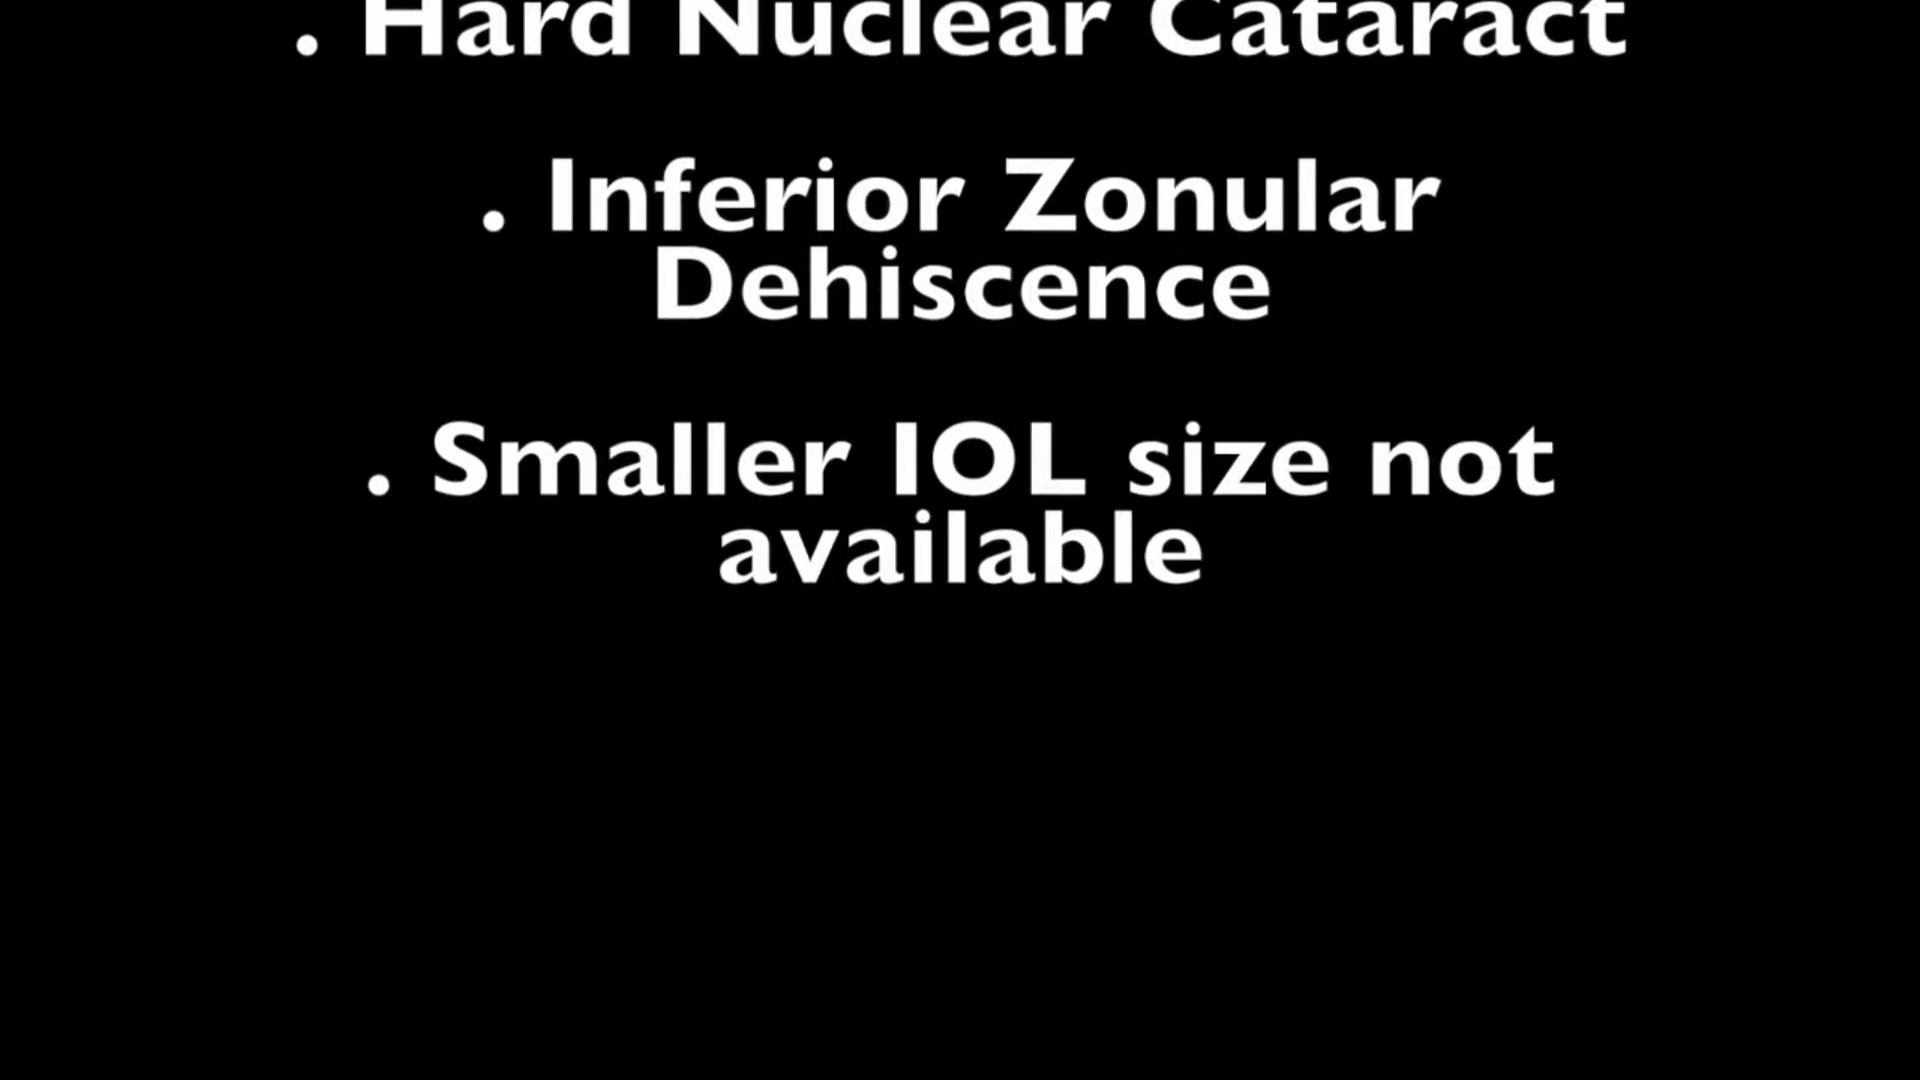 . Hard Nuclear Cataract
. Inferior Zonular
Dehiscence
. Smaller IOL size not
available